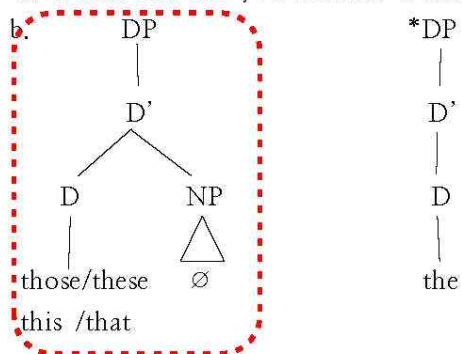 b. DP *DP
D' D'
D NP D
those/these ∅ the
this /that